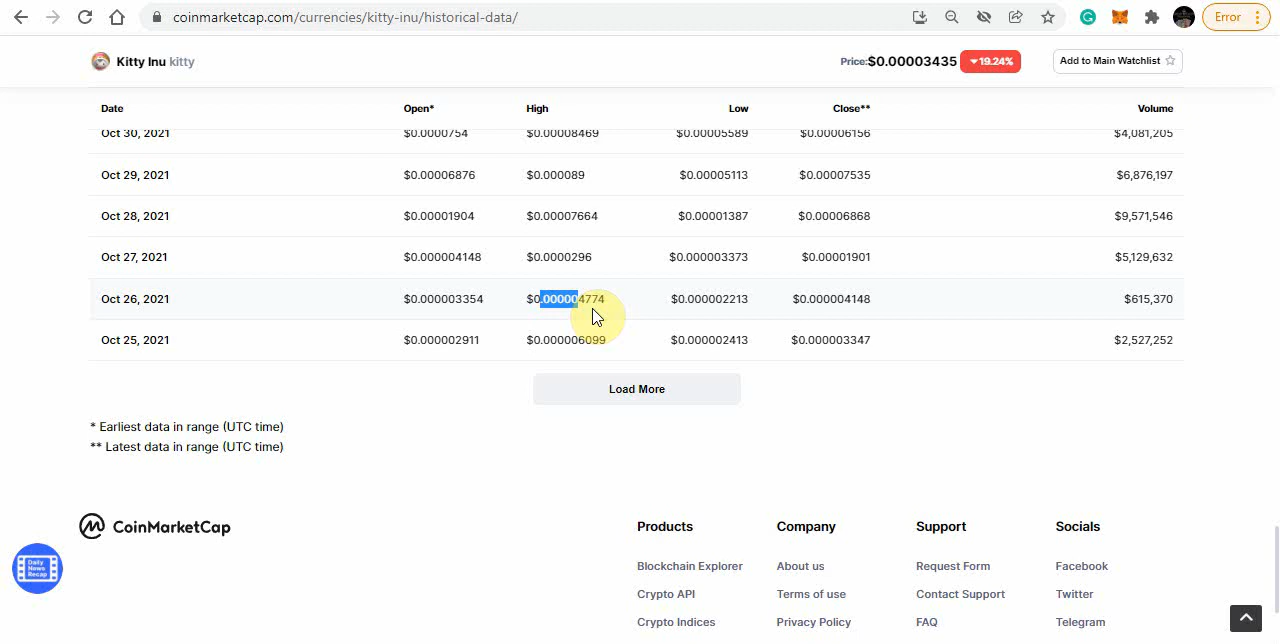 coinmarketcap.com/currencies/kitty-inu/historical-data/ Error
Kitty Inu kitty Price:$0.00003435 19.24% Add to Main Watchlist
Date Open* High Low Close** Volume
Oct 30, 2021 $0.0000754 $0.00008469 $0.00005589 $0.00006156 $4,081,205
Oct 29, 2021 $0.00006876 $0.000089 $0.00005113 $0.00007535 $6,876,197
Oct 28, 2021 $0.00001904 $0.00007664 $0.00001387 $0.00006868 $9,571,546
Oct 27, 2021 $0.000004148 $0.0000296 $0.000003373 $0.00001901 $5,129,632
Oct 26, 2021 $0.000003354 $0.000004774 $0.000002213 $0.000004148 $615,370
Oct 25, 2021 $0.000002911 $0.000006099 $0.000002413 $0.000003347 $2,527,252
Load More
* Earliest data in range (UTC time)
** Latest data in range (UTC time)
CoinMarketCap
Products Company Support Socials
Blockchain Explorer About us Request Form Facebook
Crypto API Terms of use Contact Support Twitter
Crypto Indices Privacy Policy FAQ Telegram
Daily
News
Recap